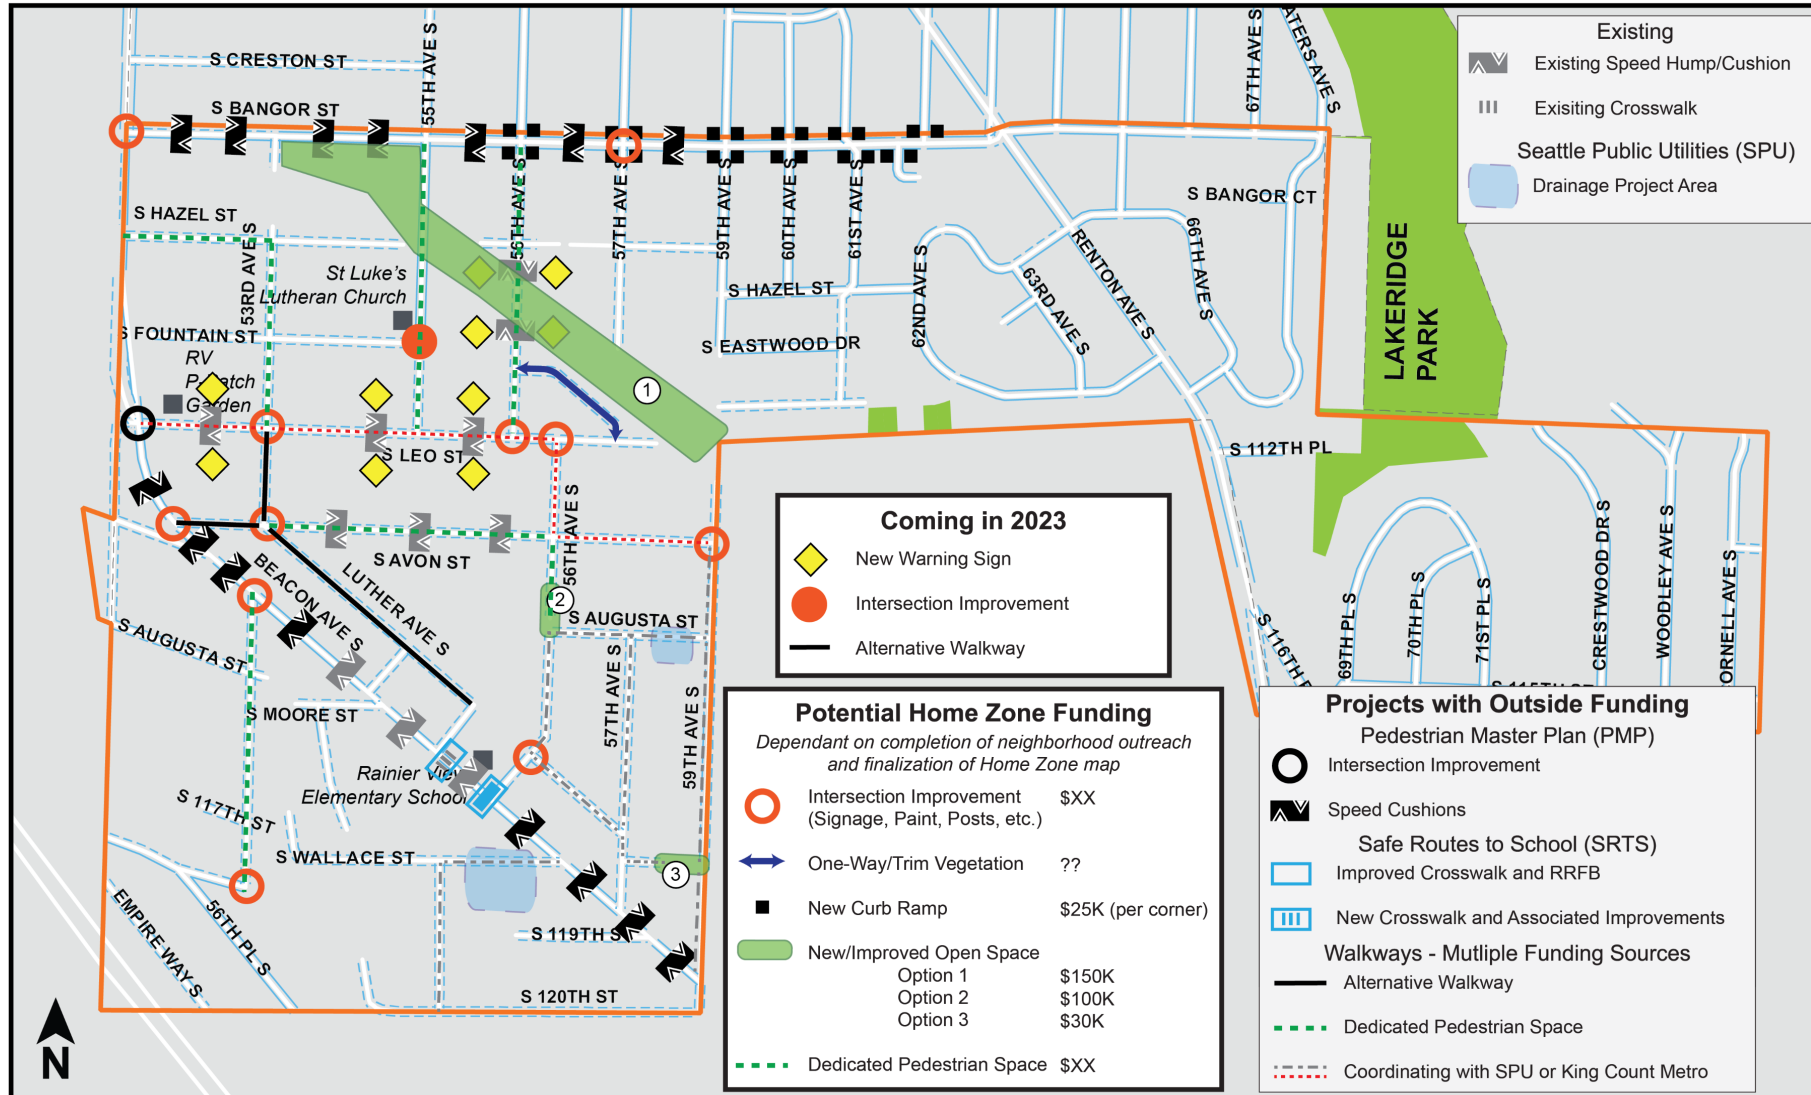 S CRESTON ST
S BANGOR ST
55TH AVE S
67TH AVE S
ATERS AVE S
S HAZEL ST
53RD AVE S
56TH AVE S
57TH AVE S
59TH AVE S
60TH AVE S
61ST AVE S
S BANGOR CT
St Luke's
Lutheran Church
S FOUNTAIN ST
RV
P-Patch
Garden
S LEO ST
S HAZEL ST
S EASTWOOD DR
62ND AVE S
63RD AVE S
RENTON AVE S
66TH AVE S
LAKERIDGE
PARK
1
S 112TH PL
S AVON ST
56TH AVE S
BEACON AVE S
LUTHER AVE S
2
S AUGUSTA ST
S AUGUSTA ST
S MOORE ST
57TH AVE S
59TH AVE S
Rainier View
Elementary School
S 117TH ST
S WALLACE ST
3
EMPIRE WAY S
56TH PL S
S 119TH S
S 120TH ST
N
S 116TH P
69TH PL S
70TH PL S
71ST PL S
CRESTWOOD DR S
WOODLEY AVE S
ORNELL AVE S
S 115TH ST
Existing
Existing Speed Hump/Cushion
Exisiting Crosswalk
Seattle Public Utilities (SPU)
Drainage Project Area
Coming in 2023
New Warning Sign
Intersection Improvement
Alternative Walkway
Potential Home Zone Funding
Dependant on completion of neighborhood outreach
and finalization of Home Zone map
Intersection Improvement $XX
(Signage, Paint, Posts, etc.)
One-Way/Trim Vegetation ??
New Curb Ramp $25K (per corner)
New/Improved Open Space
Option 1 $150K
Option 2 $100K
Option 3 $30K
Dedicated Pedestrian Space $XX
Projects with Outside Funding
Pedestrian Master Plan (PMP)
Intersection Improvement
Speed Cushions
Safe Routes to School (SRTS)
Improved Crosswalk and RRFB
New Crosswalk and Associated Improvements
Walkways - Mutliple Funding Sources
Alternative Walkway
Dedicated Pedestrian Space
Coordinating with SPU or King Count Metro